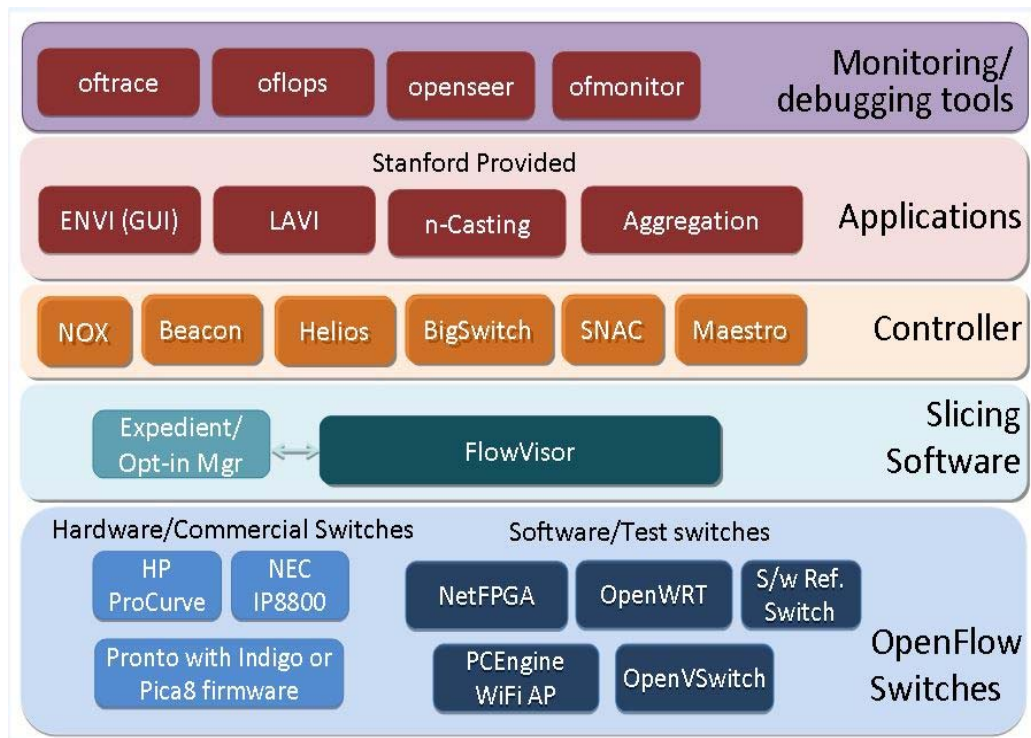 oftrace
oflops
openseer
ofmonitor
Monitoring/
debugging tools
Stanford Provided
ENVI (GUI)
LAVI
n-Casting
Aggregation
Applications
NOX
Beacon
Helios
BigSwitch
SNAC
Maestro
Controller
Expedient/
Opt-in Mgr
FlowVisor
Slicing
Software
Hardware/Commercial Switches
HP
ProCurve
NEC
IP8800
Pronto with Indigo or
Pica8 firmware
Software/Test switches
NetFPGA
OpenWRT
S/w Ref.
Switch
PCEngine
WiFi AP
OpenVSwitch
OpenFlow
Switches